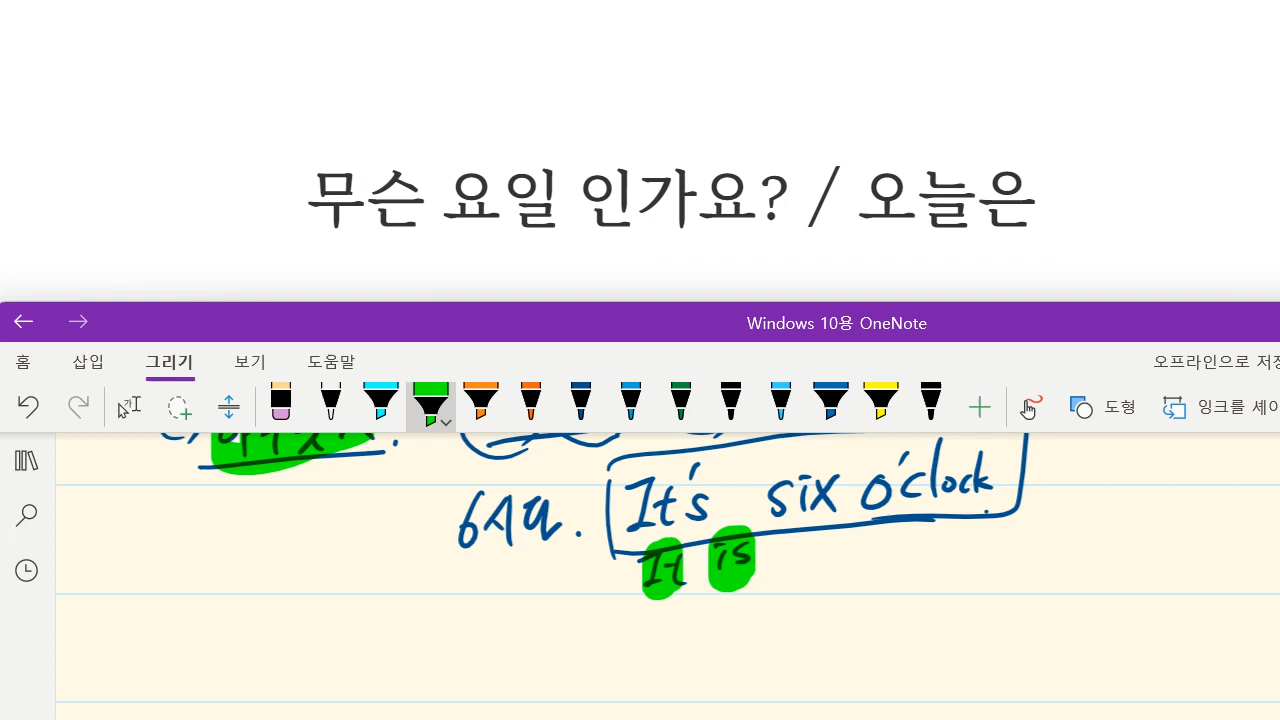 무슨 요일 인가요? / 오늘은
Windows 10용 OneNote
홈 삽입 그리기 보기 도움말 오프라인으로 저장
도형 잉크를 셰이
6시. It's six o'clock.
It is